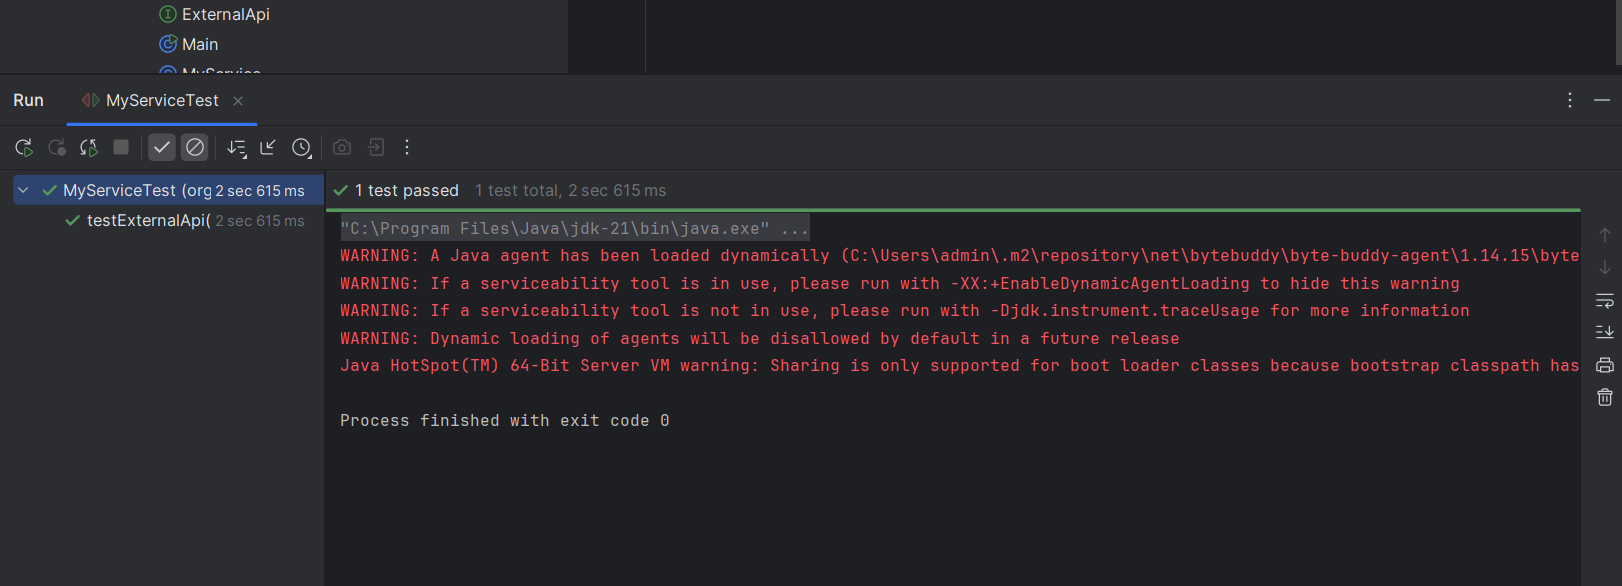 ExternalApi
Main
MyService
Run
MyServiceTest
MyServiceTest (org 2 sec 615 ms
1 test passed 1 test total, 2 sec 615 ms
testExternalApi( 2 sec 615 ms
"C:\Program Files\Java\jdk-21\bin\java.exe" ...
WARNING: A Java agent has been loaded dynamically (C:\Users\admin\.m2\repository\net\bytebuddy\byte-buddy-agent\1.14.15\byte
WARNING: If a serviceability tool is in use, please run with -XX:+EnableDynamicAgentLoading to hide this warning
WARNING: If a serviceability tool is not in use, please run with -Djdk.instrument.traceUsage for more information
WARNING: Dynamic loading of agents will be disallowed by default in a future release
Java HotSpot(TM) 64-Bit Server VM warning: Sharing is only supported for boot loader classes because bootstrap classpath has
Process finished with exit code 0